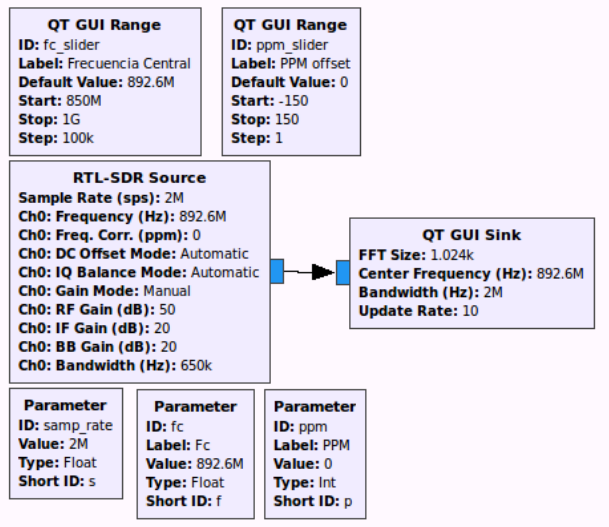 QT GUI Range
ID: fc_slider
Label: Frecuencia Central
Default Value: 892.6M
Start: 850M
Stop: 1G
Step: 100k
QT GUI Range
ID: ppm_slider
Label: PPM offset
Default Value: 0
Start: -150
Stop: 150
Step: 1
RTL-SDR Source
Sample Rate (sps): 2M
Ch0: Frequency (Hz): 892.6M
Ch0: Freq. Corr. (ppm): 0
Ch0: DC Offset Mode: Automatic
Ch0: IQ Balance Mode: Automatic
Ch0: Gain Mode: Manual
Ch0: RF Gain (dB): 50
Ch0: IF Gain (dB): 20
Ch0: BB Gain (dB): 20
Ch0: Bandwidth (Hz): 650k
QT GUI Sink
FFT Size: 1.024k
Center Frequency (Hz): 892.6M
Bandwidth (Hz): 2M
Update Rate: 10
Parameter
ID: samp_rate
Value: 2M
Type: Float
Short ID: s
Parameter
ID: fc
Label: Fc
Value: 892.6M
Type: Float
Short ID: f
Parameter
ID: ppm
Label: PPM
Value: 0
Type: Int
Short ID: p